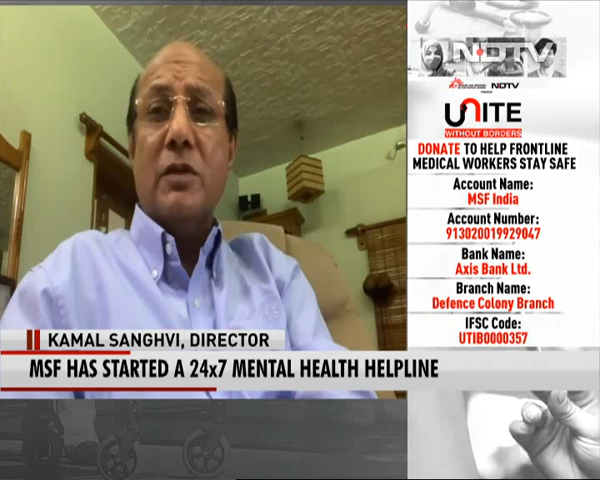 NDTV
NDTV
UNITE
WITHOUT BORDERS
DONATE TO HELP FRONTLINE
MEDICAL WORKERS STAY SAFE
Account Name:
MSF India
Account Number:
913020019929047
Bank Name:
Axis Bank Ltd.
Branch Name:
Defence Colony Branch
IFSC Code:
UTIB0000357
KAMAL SANGHVI, DIRECTOR
MSF HAS STARTED A 24x7 MENTAL HEALTH HELPLINE